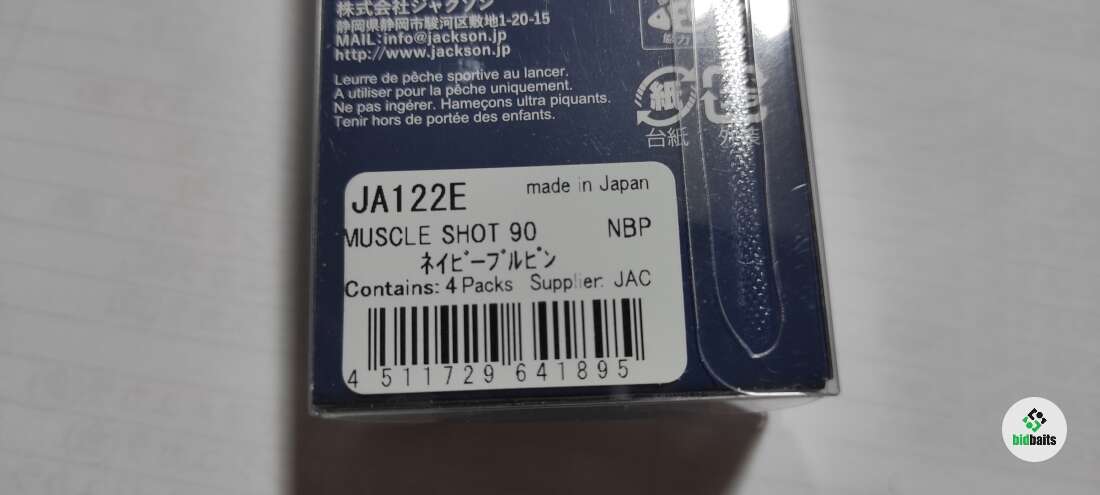 株式会社ジャクソン
静岡県静岡市駿河区敷地1-20-15
MAIL:info@jackson.jp
http://www.jackson.jp
Leurre de pêche sportive au lancer.
A utiliser pour la pêche uniquement.
Ne pas ingérer. Hameçons ultra piquants.
Tenir hors de portée des enfants.
紙
台紙
外装
JA122E
made in Japan
MUSCLE SHOT 90 NBP
ﾈｲﾋﾞｰﾌﾞﾙﾋﾟﾝ
Contains: 4 Packs Supplier: JAC
4 511729 641895
bidbaits